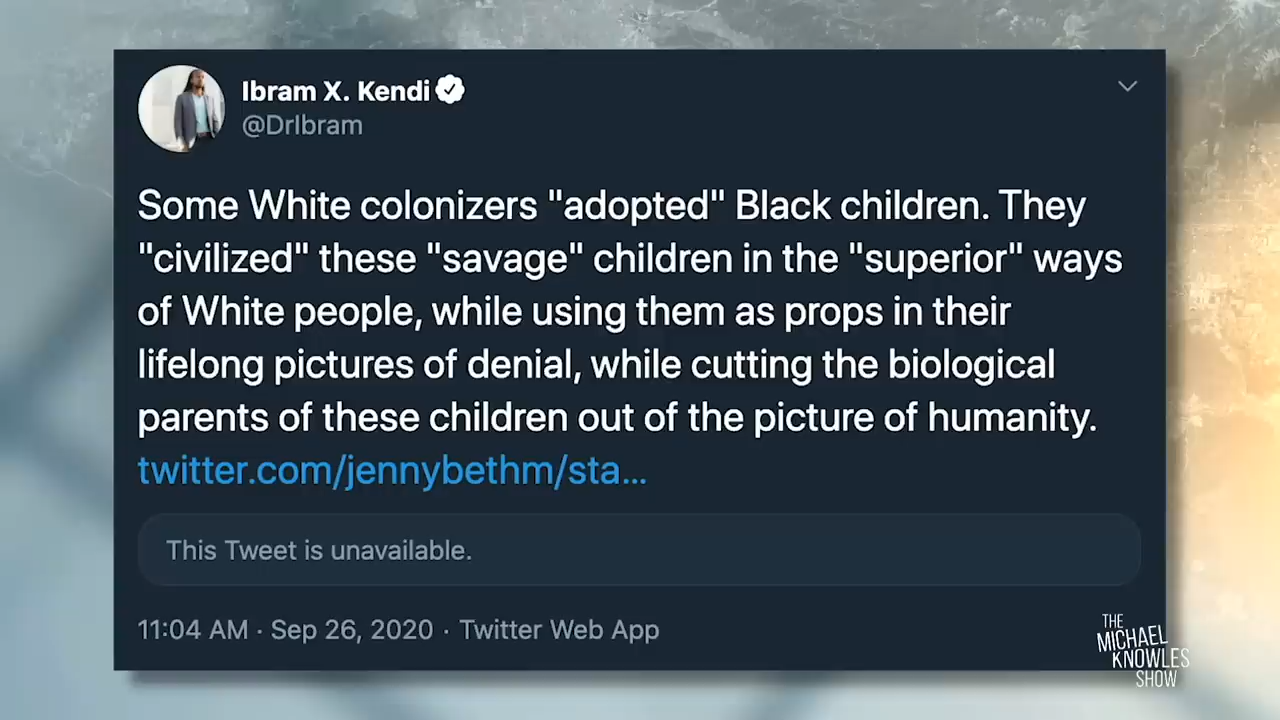 Ibram X. Kendi
@DrIbram
Some White colonizers "adopted" Black children. They
"civilized" these "savage" children in the "superior" ways
of White people, while using them as props in their
lifelong pictures of denial, while cutting the biological
parents of these children out of the picture of humanity.
twitter.com/jennybethm/sta...
This Tweet is unavailable.
11:04 AM · Sep 26, 2020 · Twitter Web App
THE
MICHAEL
KNOWLES
SHOW